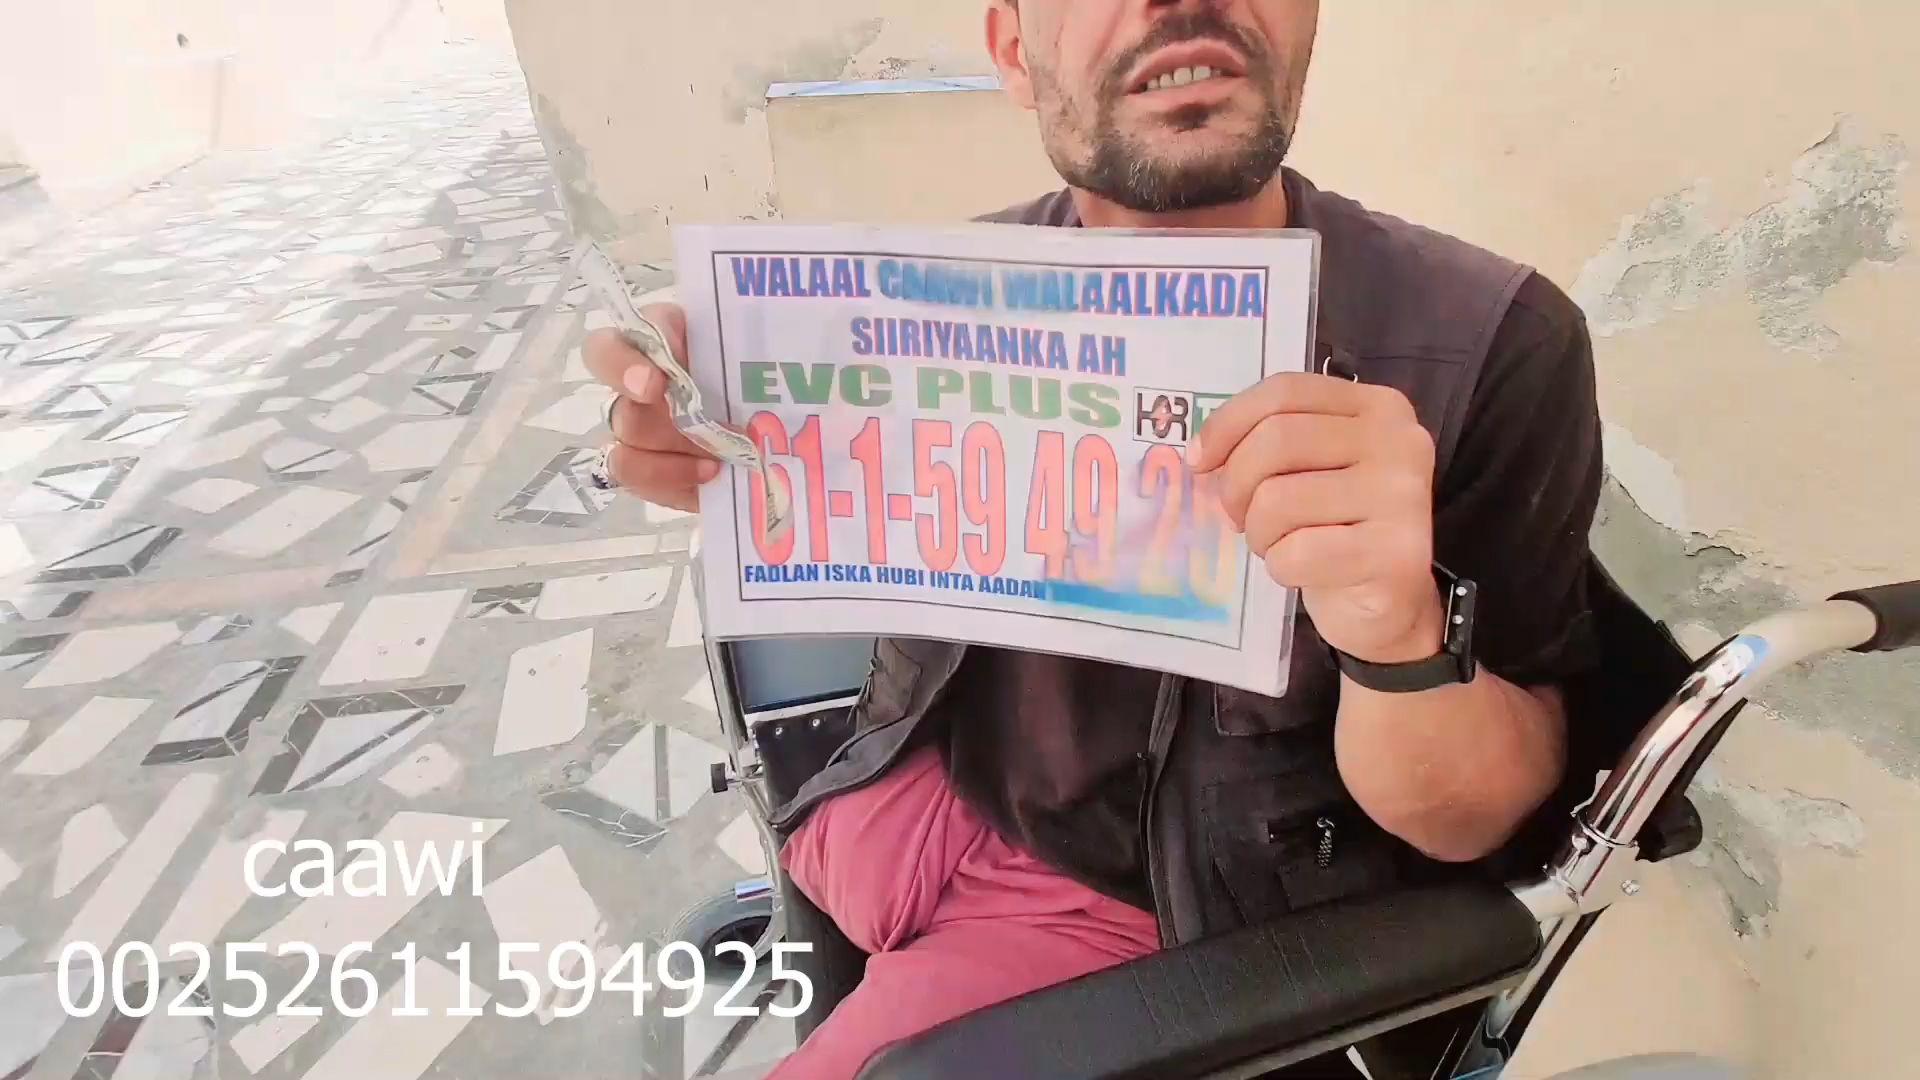 WALAAL CAAWI WALAALKADA
SIIRIYAANKA AH
EVC PLUS
61-1-59 49 25
FADLAN ISKA HUBI INTA AADAN
caawi
00252611594925